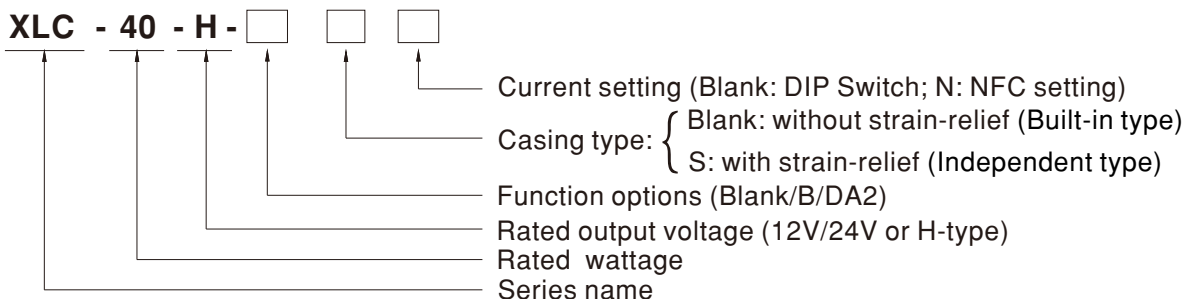 XLC - 40 - H -
Current setting (Blank: DIP Switch; N: NFC setting)
Casing type:
Blank: without strain-relief (Built-in type)
S: with strain-relief (Independent type)
Function options (Blank/B/DA2)
Rated output voltage (12V/24V or H-type)
Rated wattage
Series name